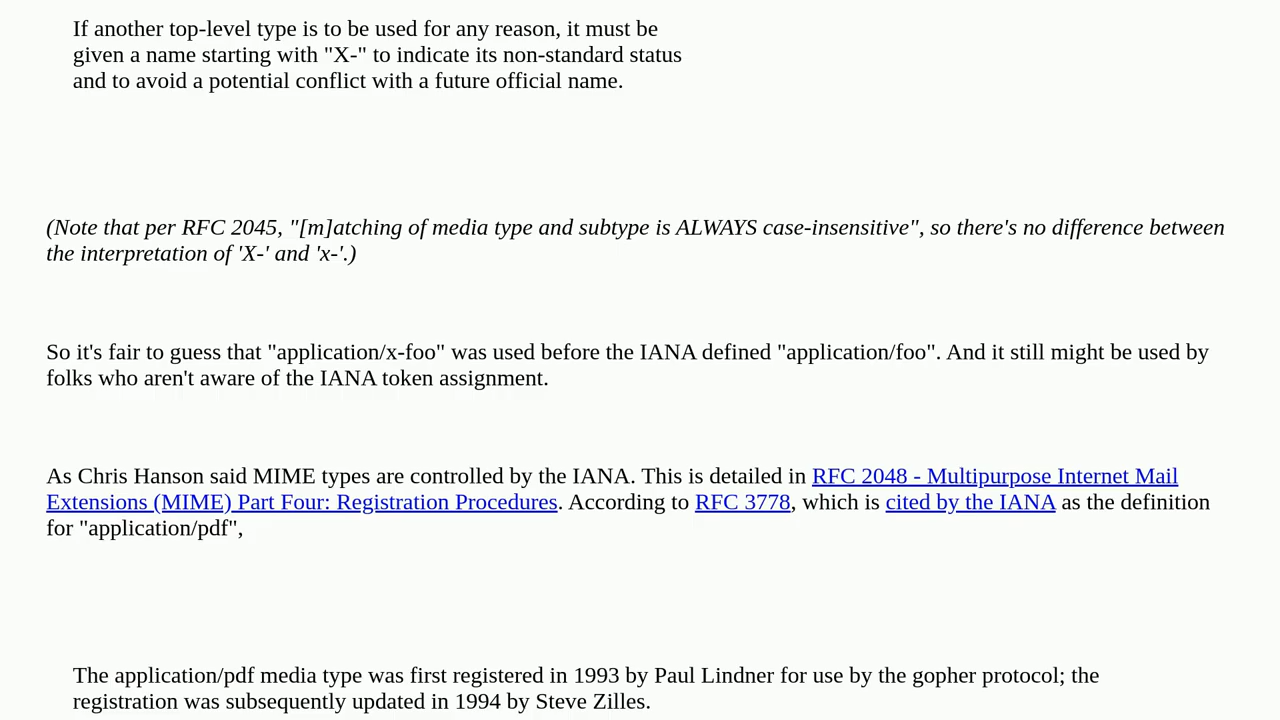 If another top-level type is to be used for any reason, it must be
given a name starting with "X-" to indicate its non-standard status
and to avoid a potential conflict with a future official name.
(Note that per RFC 2045, "[m]atching of media type and subtype is ALWAYS case-insensitive", so there's no difference between
the interpretation of 'X-' and 'x-'.)
So it's fair to guess that "application/x-foo" was used before the IANA defined "application/foo". And it still might be used by
folks who aren't aware of the IANA token assignment.
As Chris Hanson said MIME types are controlled by the IANA. This is detailed in RFC 2048 - Multipurpose Internet Mail
Extensions (MIME) Part Four: Registration Procedures. According to RFC 3778, which is cited by the IANA as the definition
for "application/pdf",
The application/pdf media type was first registered in 1993 by Paul Lindner for use by the gopher protocol; the
registration was subsequently updated in 1994 by Steve Zilles.